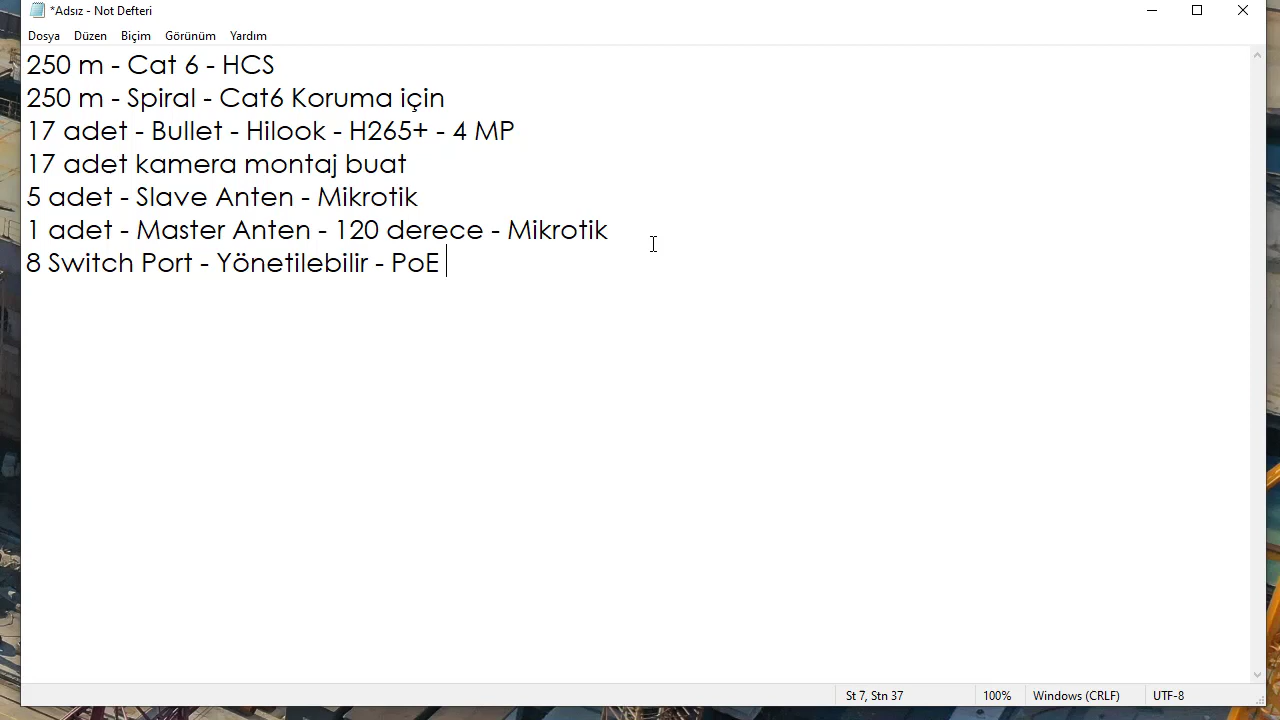 *Adsız - Not Defteri
Dosya Düzen Biçim Görünüm Yardım
250 m - Cat 6 - HCS
250 m - Spiral - Cat6 Koruma için
17 adet - Bullet - Hilook - H265+ - 4 MP
17 adet kamera montaj buat
5 adet - Slave Anten - Mikrotik
1 adet - Master Anten - 120 derece - Mikrotik
8 Switch Port - Yönetilebilir - PoE
St 7, Stn 37 100% Windows (CRLF) UTF-8